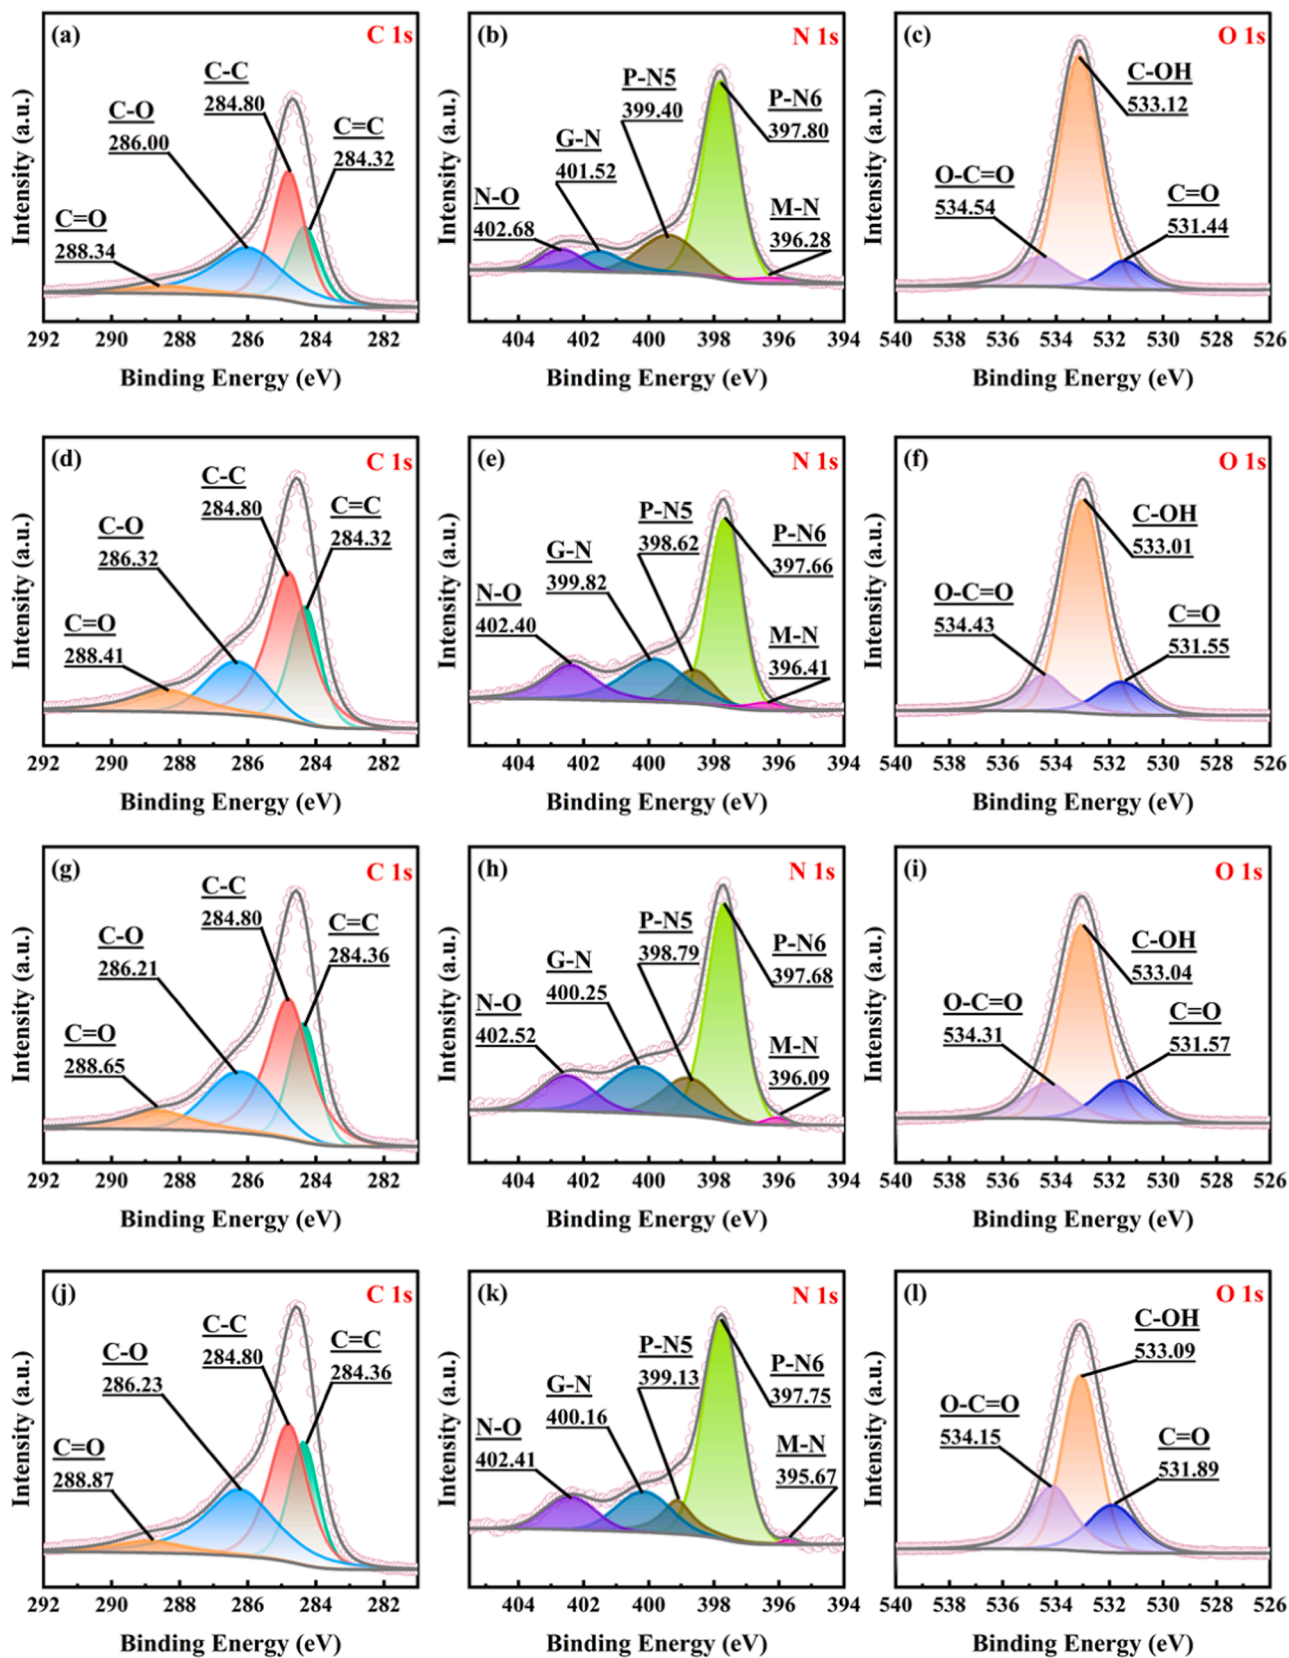 (a)
C 1s
C-C
284.80
C-O
286.00
C=C
284.32
C=O
288.34
Intensity (a.u.)
292 290 288 286 284 282
Binding Energy (eV)
(b)
N 1s
P-N5
399.40
P-N6
397.80
G-N
401.52
N-O
402.68
M-N
396.28
Intensity (a.u.)
404 402 400 398 396 394
Binding Energy (eV)
(c)
O 1s
C-OH
533.12
O-C=O
534.54
C=O
531.44
Intensity (a.u.)
540 538 536 534 532 530 528 526
Binding Energy (eV)
(d)
C 1s
C-C
284.80
C=C
284.32
C-O
286.32
C=O
288.41
Intensity (a.u.)
292 290 288 286 284 282
Binding Energy (eV)
(e)
N 1s
P-N5
398.62
P-N6
397.66
G-N
399.82
N-O
402.40
M-N
396.41
Intensity (a.u.)
404 402 400 398 396 394
Binding Energy (eV)
(f)
O 1s
C-OH
533.01
O-C=O
534.43
C=O
531.55
Intensity (a.u.)
540 538 536 534 532 530 528 526
Binding Energy (eV)
(g)
C 1s
C-C
284.80
C=C
284.36
C-O
286.21
C=O
288.65
Intensity (a.u.)
292 290 288 286 284 282
Binding Energy (eV)
(h)
N 1s
P-N5
398.79
P-N6
397.68
G-N
400.25
N-O
402.52
M-N
396.09
Intensity (a.u.)
404 402 400 398 396 394
Binding Energy (eV)
(i)
O 1s
C-OH
533.04
O-C=O
534.31
C=O
531.57
Intensity (a.u.)
540 538 536 534 532 530 528 526
Binding Energy (eV)
(j)
C 1s
C-C
284.80
C=C
284.36
C-O
286.23
C=O
288.87
Intensity (a.u.)
292 290 288 286 284 282
Binding Energy (eV)
(k)
N 1s
P-N5
399.13
P-N6
397.75
G-N
400.16
N-O
402.41
M-N
395.67
Intensity (a.u.)
404 402 400 398 396 394
Binding Energy (eV)
(l)
O 1s
C-OH
533.09
O-C=O
534.15
C=O
531.89
Intensity (a.u.)
540 538 536 534 532 530 528 526
Binding Energy (eV)